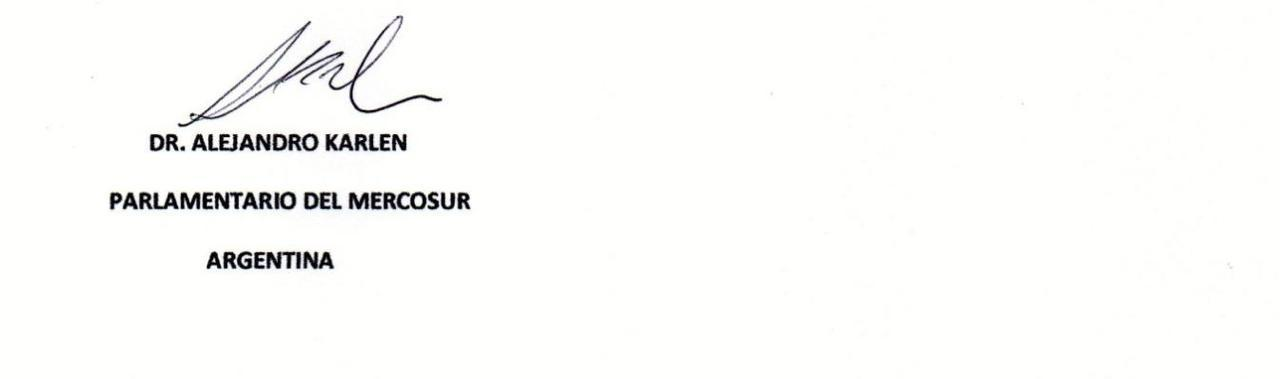 DR. ALEJANDRO KARLEN
PARLAMENTARIO DEL MERCOSUR
ARGENTINA